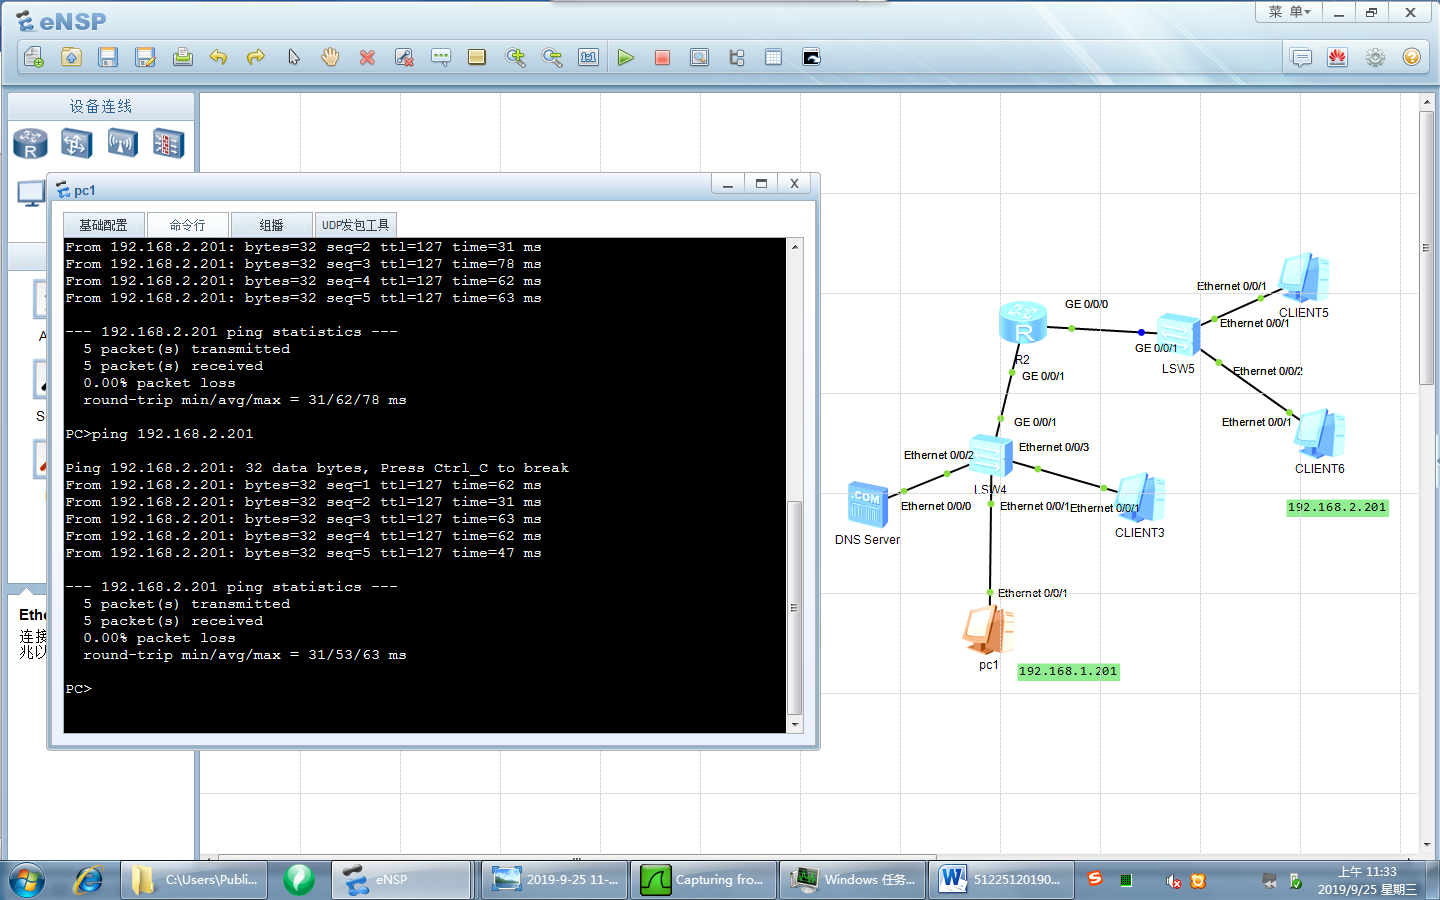 eNSP
菜 单
设备连线
pc1
基础配置
命令行
组播
UDP发包工具
From 192.168.2.201: bytes=32 seq=2 ttl=127 time=31 ms
From 192.168.2.201: bytes=32 seq=3 ttl=127 time=78 ms
From 192.168.2.201: bytes=32 seq=4 ttl=127 time=62 ms
From 192.168.2.201: bytes=32 seq=5 ttl=127 time=63 ms
--- 192.168.2.201 ping statistics ---
5 packet(s) transmitted
5 packet(s) received
0.00% packet loss
round-trip min/avg/max = 31/62/78 ms
PC>ping 192.168.2.201
Ping 192.168.2.201: 32 data bytes, Press Ctrl_C to break
From 192.168.2.201: bytes=32 seq=1 ttl=127 time=62 ms
From 192.168.2.201: bytes=32 seq=2 ttl=127 time=31 ms
From 192.168.2.201: bytes=32 seq=3 ttl=127 time=63 ms
From 192.168.2.201: bytes=32 seq=4 ttl=127 time=62 ms
From 192.168.2.201: bytes=32 seq=5 ttl=127 time=47 ms
--- 192.168.2.201 ping statistics ---
5 packet(s) transmitted
5 packet(s) received
0.00% packet loss
round-trip min/avg/max = 31/53/63 ms
PC>
A
S
Ethe
连接
兆以
GE 0/0/0
R
R2
GE 0/0/1
GE 0/0/1
LSW5
Ethernet 0/0/1
Ethernet 0/0/1
CLIENT5
Ethernet 0/0/2
Ethernet 0/0/1
CLIENT6
192.168.2.201
GE 0/0/1
Ethernet 0/0/2
Ethernet 0/0/3
LSW4
.COM
Ethernet 0/0/0
DNS Server
Ethernet 0/0/1
Ethernet 0/0/1
CLIENT3
Ethernet 0/0/1
pc1
192.168.1.201
C:\Users\Publi...
eNSP
2019-9-25 11-...
Capturing fro...
Windows 任务...
51225120190...
上午 11:33
2019/9/25 星期三